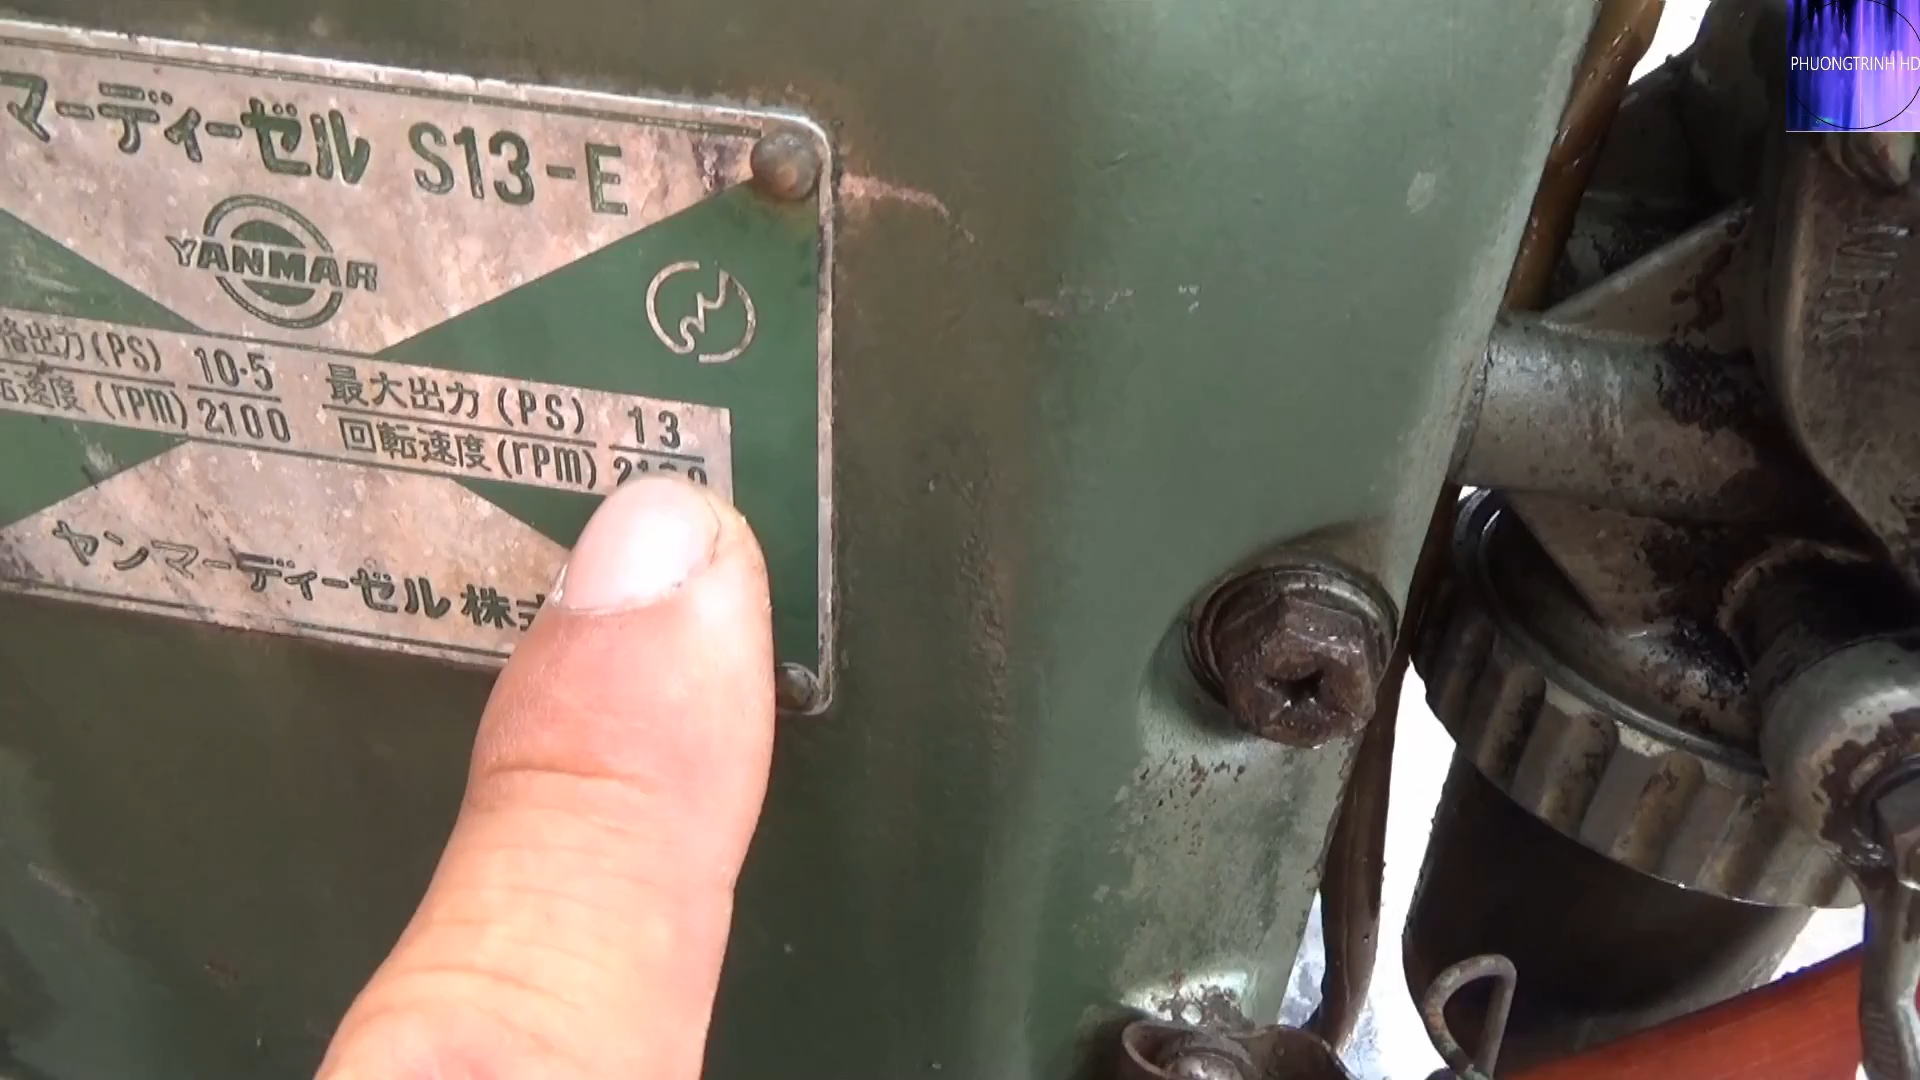 PHUONGTRINH HD
マーディーゼル S13-E
YANMAR
格出力(PS) 10·5 最大出力(PS) 13
転速度(rpm) 2100 回転速度(rpm)
ヤンマーディーゼル 株式